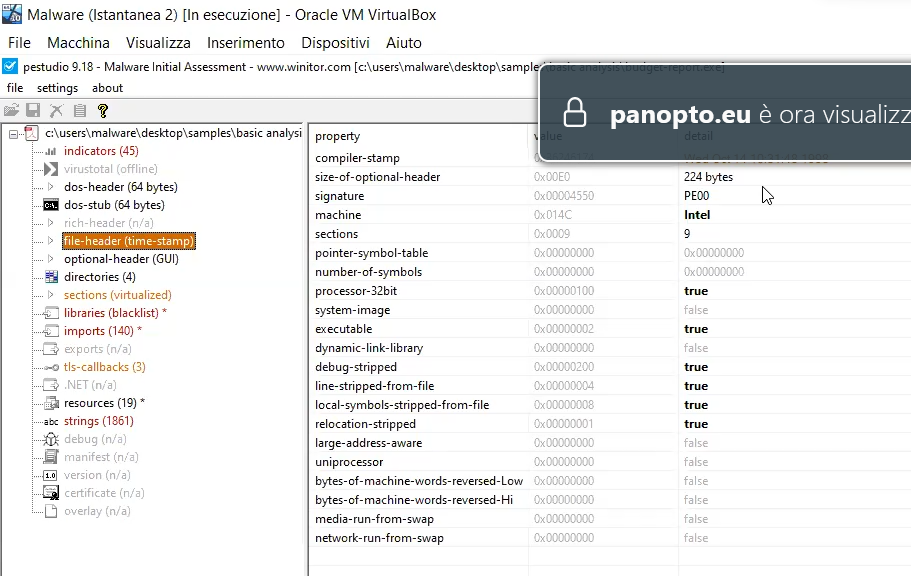 Malware (Istantanea 2) [In esecuzione] - Oracle VM VirtualBox
File Macchina Visualizza Inserimento Dispositivi Aiuto
pestudio 9.18 - Malware Initial Assessment - www.winitor.com [c:\users\malware\desktop\samples\basic analysis\budget-report.exe]
file settings about
panopto.eu è ora visualizz
c:\users\malware\desktop\samples\basic analysi
indicators (45)
virustotal (offline)
dos-header (64 bytes)
dos-stub (64 bytes)
rich-header (n/a)
file-header (time-stamp)
optional-header (GUI)
directories (4)
sections (virtualized)
libraries (blacklist) *
imports (140) *
exports (n/a)
tls-callbacks (3)
.NET (n/a)
resources (19) *
abc strings (1861)
debug (n/a)
manifest (n/a)
1.0 version (n/a)
certificate (n/a)
overlay (n/a)
property value detail
compiler-stamp
size-of-optional-header 0x00E0 224 bytes
signature 0x00004550 PE00
machine 0x014C Intel
sections 0x0009 9
pointer-symbol-table 0x00000000 0x00000000
number-of-symbols 0x00000000 0x00000000
processor-32bit 0x00000100 true
system-image 0x00000000 false
executable 0x00000002 true
dynamic-link-library 0x00000000 false
debug-stripped 0x00000200 true
line-stripped-from-file 0x00000004 true
local-symbols-stripped-from-file 0x00000008 true
relocation-stripped 0x00000001 true
large-address-aware 0x00000000 false
uniprocessor 0x00000000 false
bytes-of-machine-words-reversed-Low 0x00000000 false
bytes-of-machine-words-reversed-Hi 0x00000000 false
media-run-from-swap 0x00000000 false
network-run-from-swap 0x00000000 false